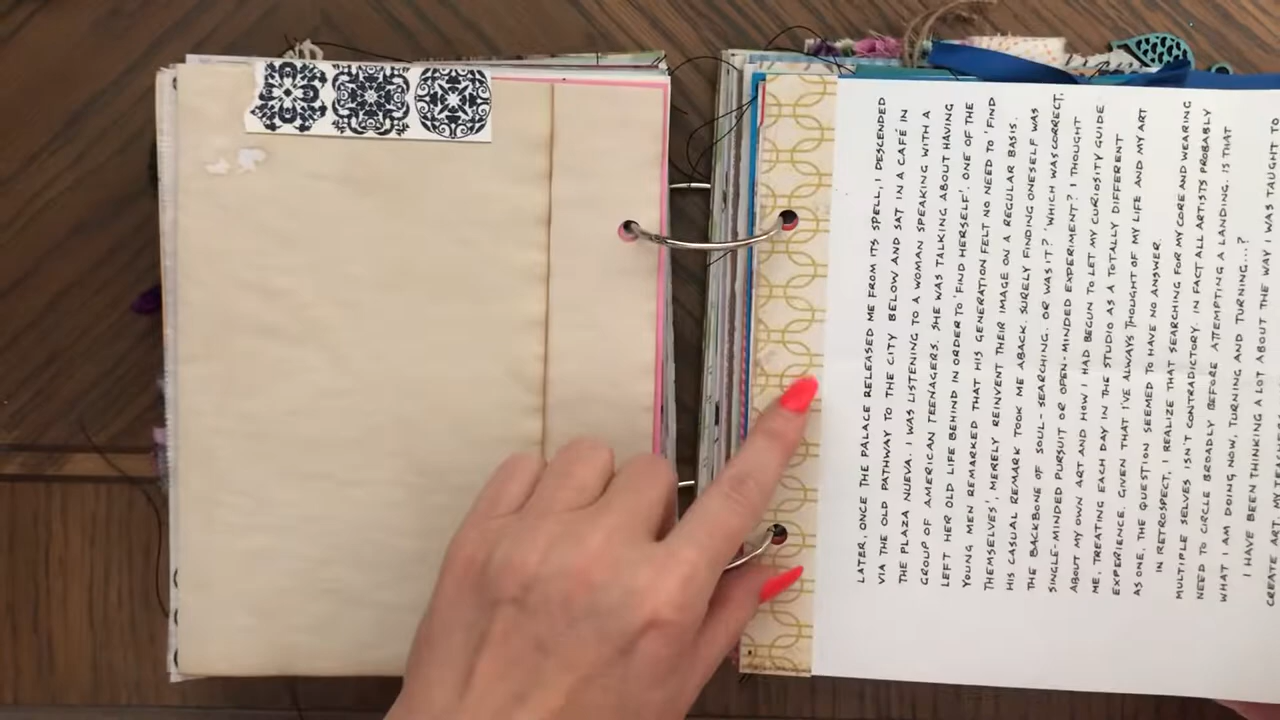 LATER, ONCE THE PALACE RELEASED ME FROM ITS SPELL, I DESCENDED
VIA THE OLD PATHWAY TO THE CITY BELOW AND SAT IN A CAFÉ IN
THE PLAZA NUEVA. I WAS LISTENING TO A WOMAN SPEAKING WITH A
GROUP OF AMERICAN TEENAGERS. SHE WAS TALKING ABOUT HAVING
LEFT HER OLD LIFE BEHIND IN ORDER TO 'FIND HERSELF'. ONE OF THE
YOUNG MEN REMARKED THAT HIS GENERATION FELT NO NEED TO 'FIND
THEMSELVES', MERELY REINVENT THEIR IMAGE ON A REGULAR BASIS.
HIS CASUAL REMARK TOOK ME ABACK. SURELY FINDING ONESELF WAS
THE BACKBONE OF SOUL-SEARCHING. OR WAS IT? WHICH WAS CORRECT,
SINGLE-MINDED PURSUIT OR OPEN-MINDED EXPERIMENT? I THOUGHT
ABOUT MY OWN ART AND HOW I HAD BEGUN TO LET MY CURIOSITY GUIDE
ME, TREATING EACH DAY IN THE STUDIO AS A TOTALLY DIFFERENT
EXPERIENCE. GIVEN THAT I'VE ALWAYS THOUGHT OF MY LIFE AND MY ART
AS ONE, THE QUESTION SEEMED TO HAVE NO ANSWER.
IN RETROSPECT, I REALIZE THAT SEARCHING FOR MY CORE AND WEARING
MULTIPLE SELVES ISN'T CONTRADICTORY. IN FACT ALL ARTISTS PROBABLY
NEED TO CIRCLE BROADLY BEFORE ATTEMPTING A LANDING. IS THAT
WHAT I AM DOING NOW, TURNING AND TURNING...?
I HAVE BEEN THINKING A LOT ABOUT THE WAY I WAS TAUGHT TO
CREATE ART. MY